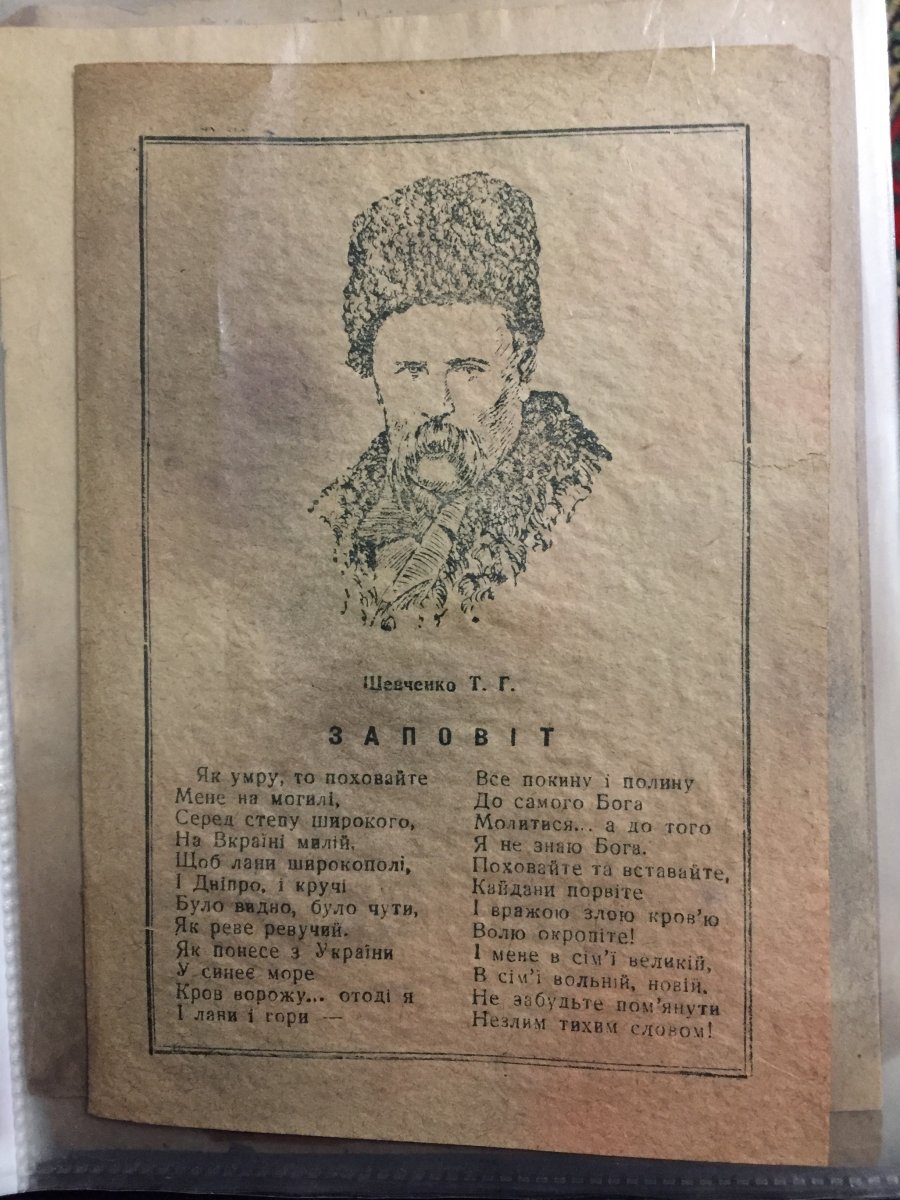 Шевченко Т. Г.
ЗАПОВІТ
Як умру, то поховайте
Мене на могилі,
Серед степу широкого,
На Вкраїні милій,
Щоб лани широкополі,
І Дніпро, і кручі
Було видно, було чути,
Як реве ревучий.
Як понесе з України
У синеє море
Кров ворожу... отоді я
І лани і гори —
Все покину і полину
До самого Бога
Молитися... а до того
Я не знаю Бога.
Поховайте та вставайте,
Кайдани порвіте
І вражою злою кров'ю
Волю окропіте!
І мене в сім'ї великій,
В сім'ї вольній, новій.
Не забудьте пом'янути
Незлим тихим словом!